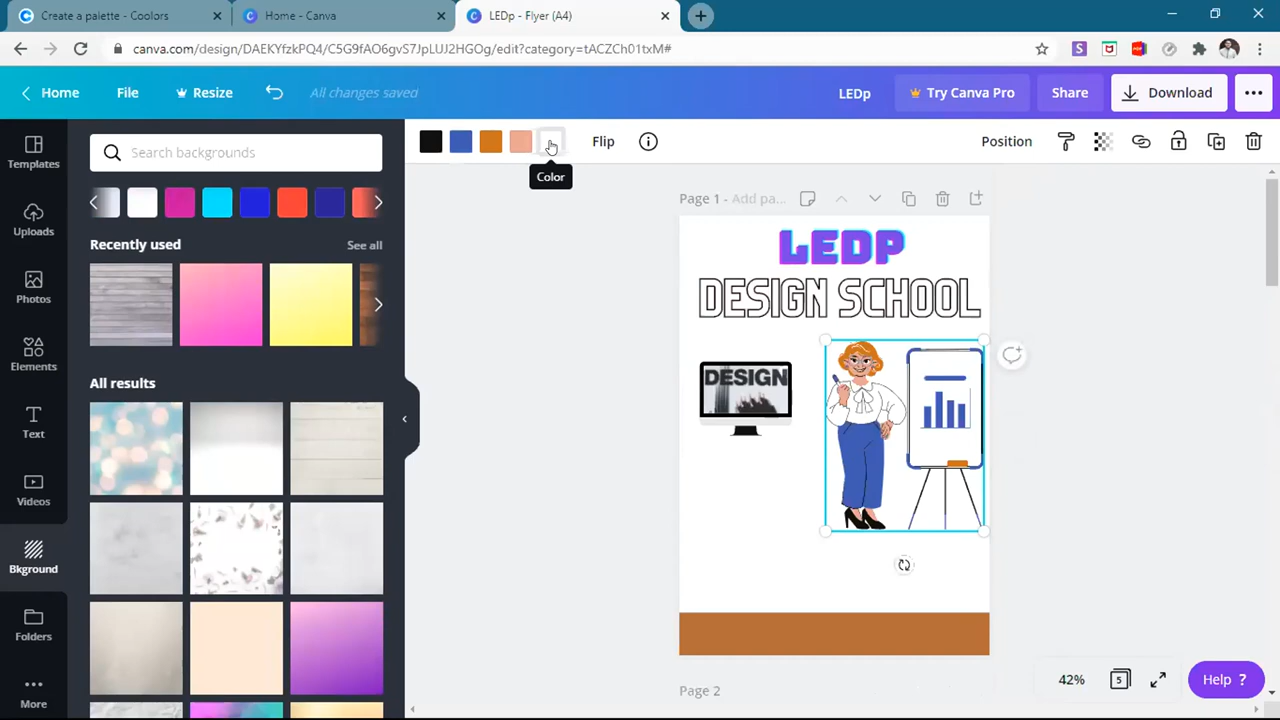 Create a palette - Coolors
Home - Canva
LEDp - Flyer (A4)
canva.com/design/DAEKYfzkPQ4/C5G9fAO6gvS7JpLUJ2HGOg/edit?category=tACZCh01txM#
Home
File
Resize
All changes saved
LEDp
Try Canva Pro
Share
Download
Templates
Search backgrounds
Flip
Position
Color
Uploads
Recently used
See all
Page 1 - Add pa...
LEDP
DESIGN SCHOOL
Photos
Elements
All results
DESIGN
Text
Videos
Bkground
Folders
More
42%
5
Help ?
Page 2